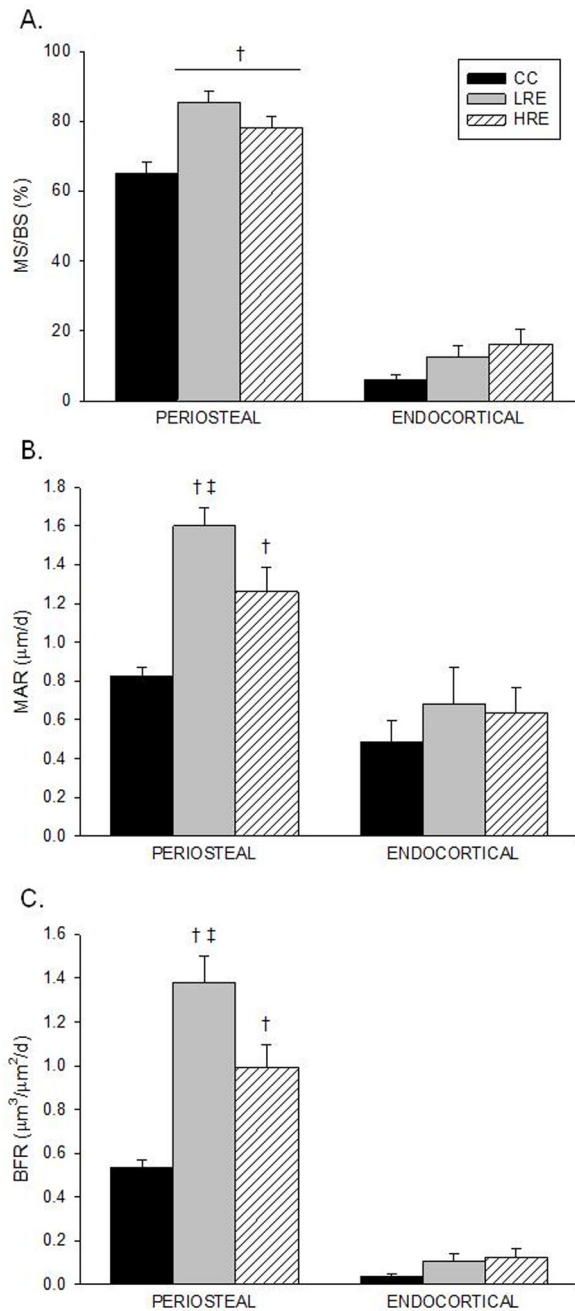 A.
†
100
80
60
40
20
0
MS/BS (%)
CC
LRE
HRE
PERIOSTEAL ENDOCORTICAL
B.
† ‡
†
1.8
1.6
1.4
1.2
1.0
0.8
0.6
0.4
0.2
0.0
MAR (μm/d)
PERIOSTEAL ENDOCORTICAL
C.
† ‡
†
1.6
1.4
1.2
1.0
0.8
0.6
0.4
0.2
0.0
BFR (μm³/μm²/d)
PERIOSTEAL ENDOCORTICAL